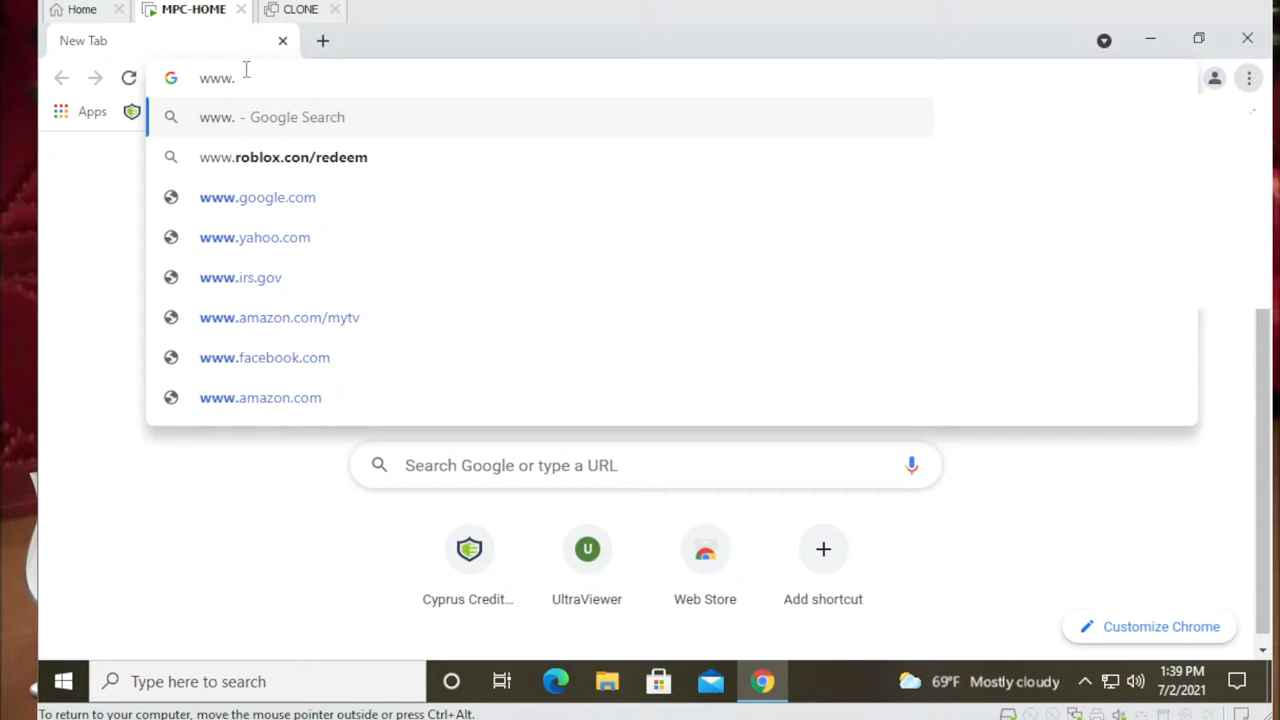 Home
MPC-HOME
CLONE
New Tab
www.
Apps
www. - Google Search
www.roblox.con/redeem
www.google.com
www.yahoo.com
www.irs.gov
www.amazon.com/mytv
www.facebook.com
www.amazon.com
Search Google or type a URL
U
Cyprus Credit...
UltraViewer
Web Store
Add shortcut
Customize Chrome
Type here to search
69°F Mostly cloudy
1:39 PM
7/2/2021
To return to your computer, move the mouse pointer outside or press Ctrl+Alt.